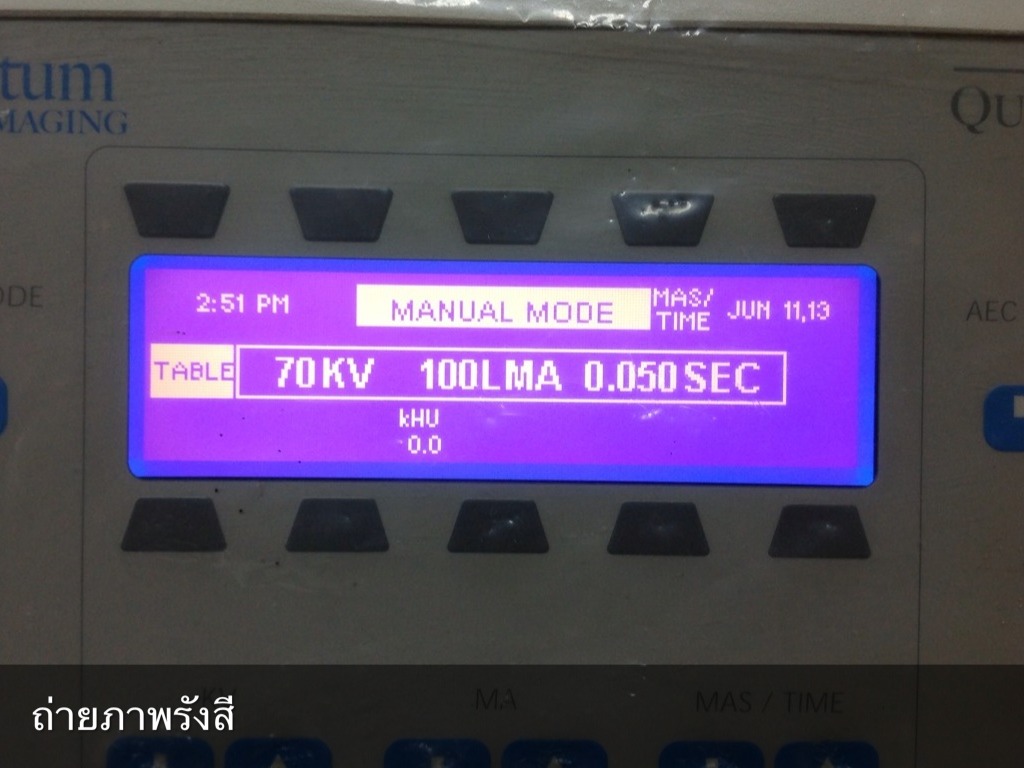 tum
MAGING
QU
2:51 PM
MANUAL MODE
MAS/
TIME
JUN 11,13
ODE
AEC
TABLE
70KV 100LMA 0.050SEC
kHU
0.0
MA
MAS / TIME
ถ่ายภาพรังสี